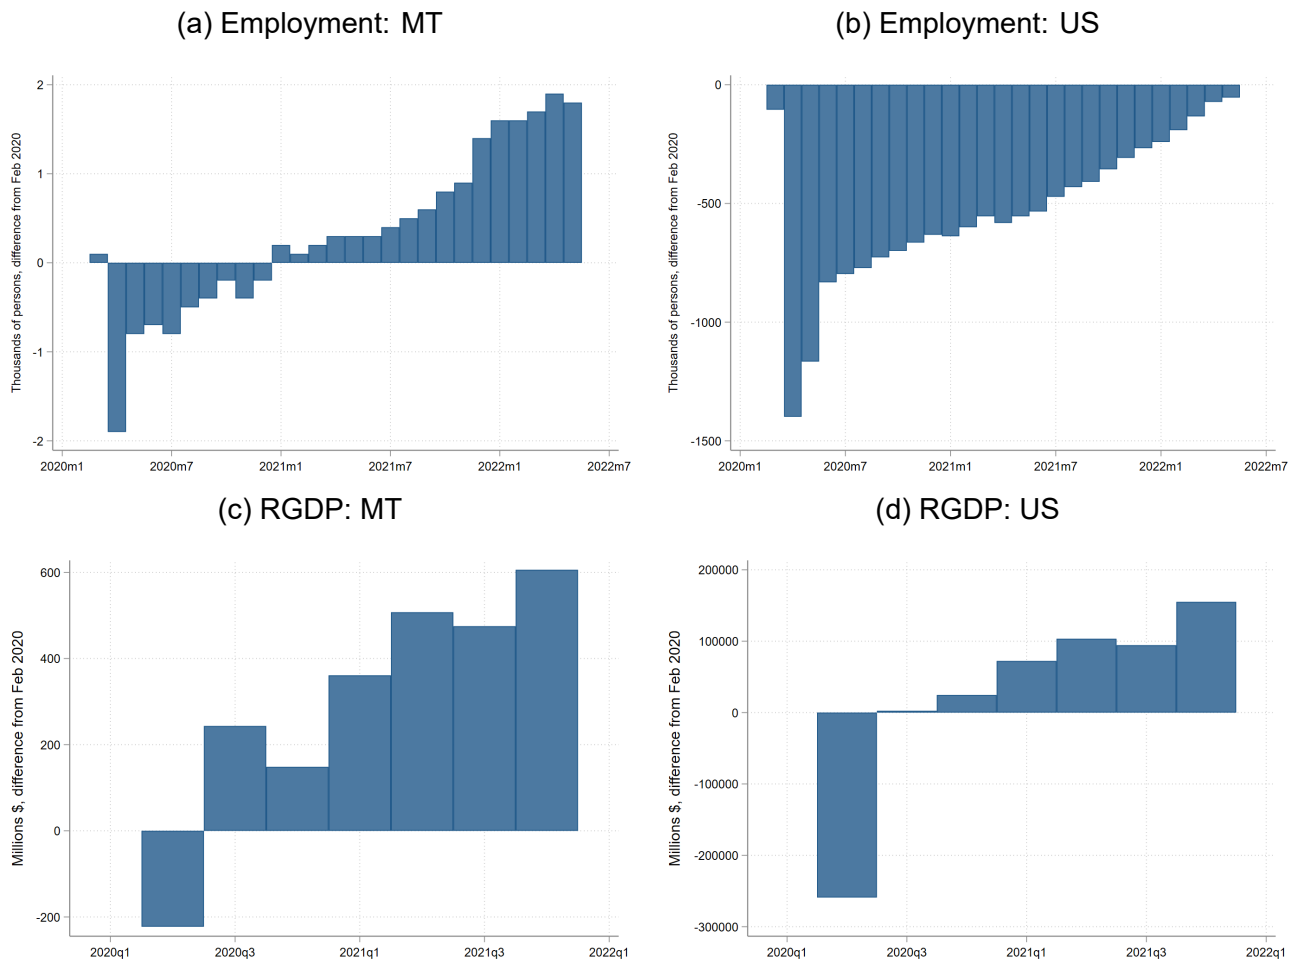 (a) Employment: MT
Thousands of persons, difference from Feb 2020
2
1
0
-1
-2
2020m1 2020m7 2021m1 2021m7 2022m1 2022m7
(b) Employment: US
Thousands of persons, difference from Feb 2020
0
-500
-1000
-1500
2020m1 2020m7 2021m1 2021m7 2022m1 2022m7
(c) RGDP: MT
Millions $, difference from Feb 2020
600
400
200
0
-200
2020q1 2020q3 2021q1 2021q3 2022q1
(d) RGDP: US
Millions $, difference from Feb 2020
200000
100000
0
-100000
-200000
-300000
2020q1 2020q3 2021q1 2021q3 2022q1